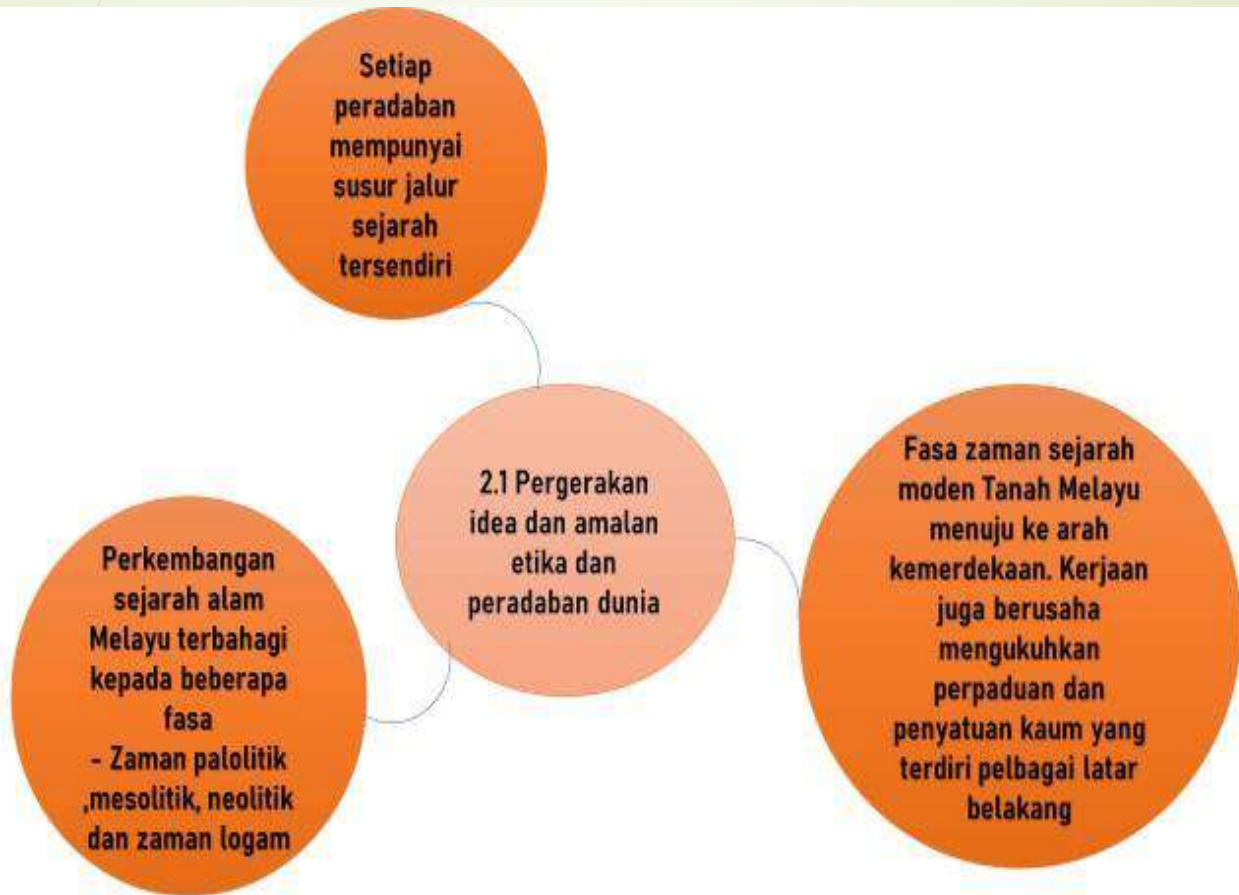 Setiap
peradaban
mempunyai
susur jalur
sejarah
tersendiri
2.1 Pergerakan
idea dan amalan
etika dan
peradaban dunia
Perkembangan
sejarah alam
Melayu terbahagi
kepada beberapa
fasa
- Zaman palolitik
,mesolitik, neolitik
dan zaman logam
Fasa zaman sejarah
moden Tanah Melayu
menuju ke arah
kemerdekaan. Kerjaan
juga berusaha
mengukuhkan
perpaduan dan
penyatuan kaum yang
terdiri pelbagai latar
belakang